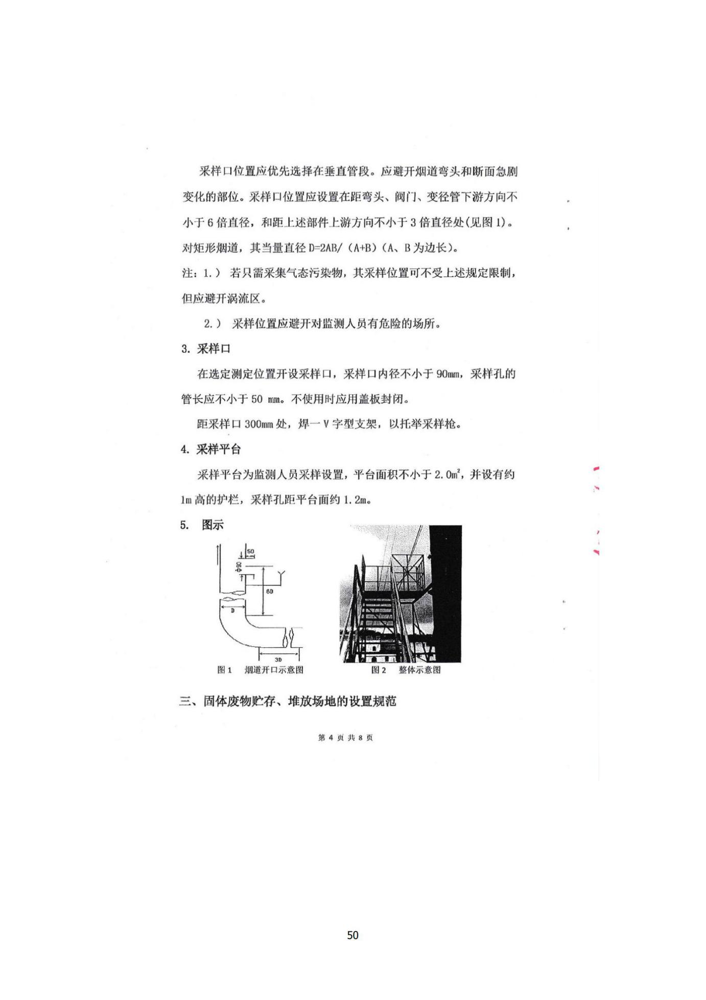 采样口位置应优先选择在垂直管段。应避开烟道弯头和断面急剧
变化的部位。采样口位置应设置在距弯头、阀门、变径管下游方向不
小于 6 倍直径，和距上述部件上游方向不小于 3 倍直径处(见图 1)。
对矩形烟道，其当量直径 D=2AB/（A+B）（A、B 为边长）。
注：1.） 若只需采集气态污染物，其采样位置可不受上述规定限制，
但应避开涡流区。
2.） 采样位置应避开对监测人员有危险的场所。
3. 采样口
在选定测定位置开设采样口，采样口内径不小于 90mm，采样孔的
管长应不小于 50 mm。不使用时应用盖板封闭。
距采样口 300mm 处，焊一 V 字型支架，以托举采样枪。
4. 采样平台
采样平台为监测人员采样设置，平台面积不小于 2.0m²，并设有约
1m 高的护栏，采样孔距平台面约 1.2m。
5. 图示
50
φ90
6D
D
3D
图 1 烟道开口示意图
图 2 整体示意图
三、固体废物贮存、堆放场地的设置规范
第 4 页 共 8 页
50